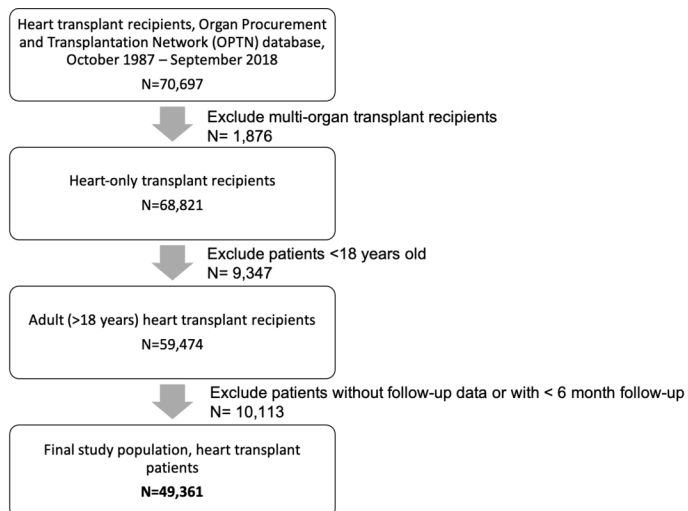 Heart transplant recipients, Organ Procurement
and Transplantation Network (OPTN) database,
October 1987 – September 2018
N=70,697
Exclude multi-organ transplant recipients
N= 1,876
Heart-only transplant recipients
N=68,821
Exclude patients <18 years old
N= 9,347
Adult (>18 years) heart transplant recipients
N=59,474
Exclude patients without follow-up data or with < 6 month follow-up
N= 10,113
Final study population, heart transplant
patients
N=49,361